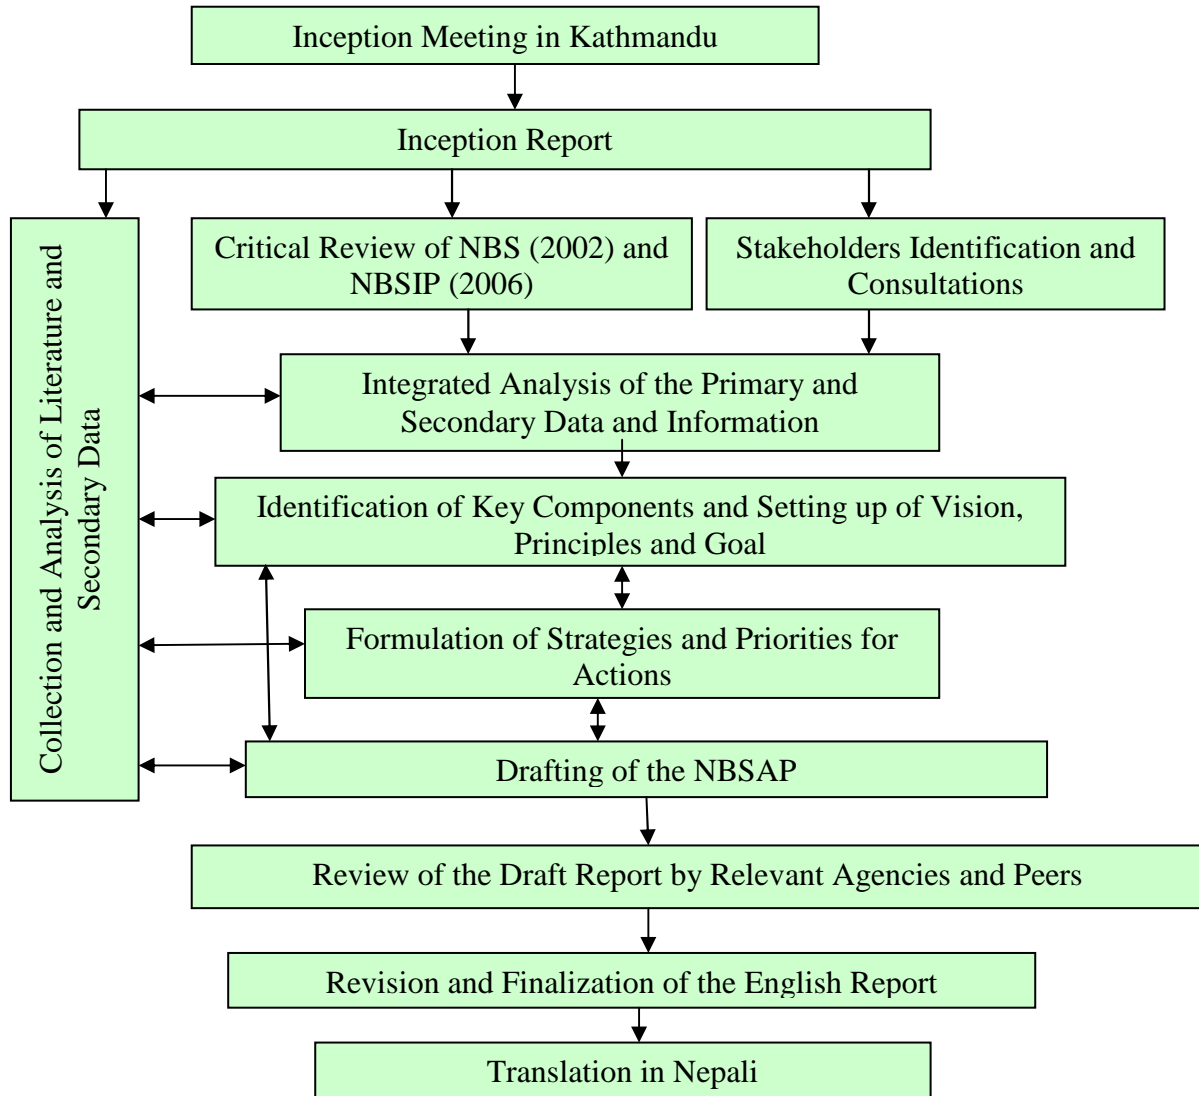 Inception Meeting in Kathmandu
Inception Report
Collection and Analysis of Literature and
Secondary Data
Critical Review of NBS (2002) and
NBSIP (2006)
Stakeholders Identification and
Consultations
Integrated Analysis of the Primary and
Secondary Data and Information
Identification of Key Components and Setting up of Vision,
Principles and Goal
Formulation of Strategies and Priorities for
Actions
Drafting of the NBSAP
Review of the Draft Report by Relevant Agencies and Peers
Revision and Finalization of the English Report
Translation in Nepali